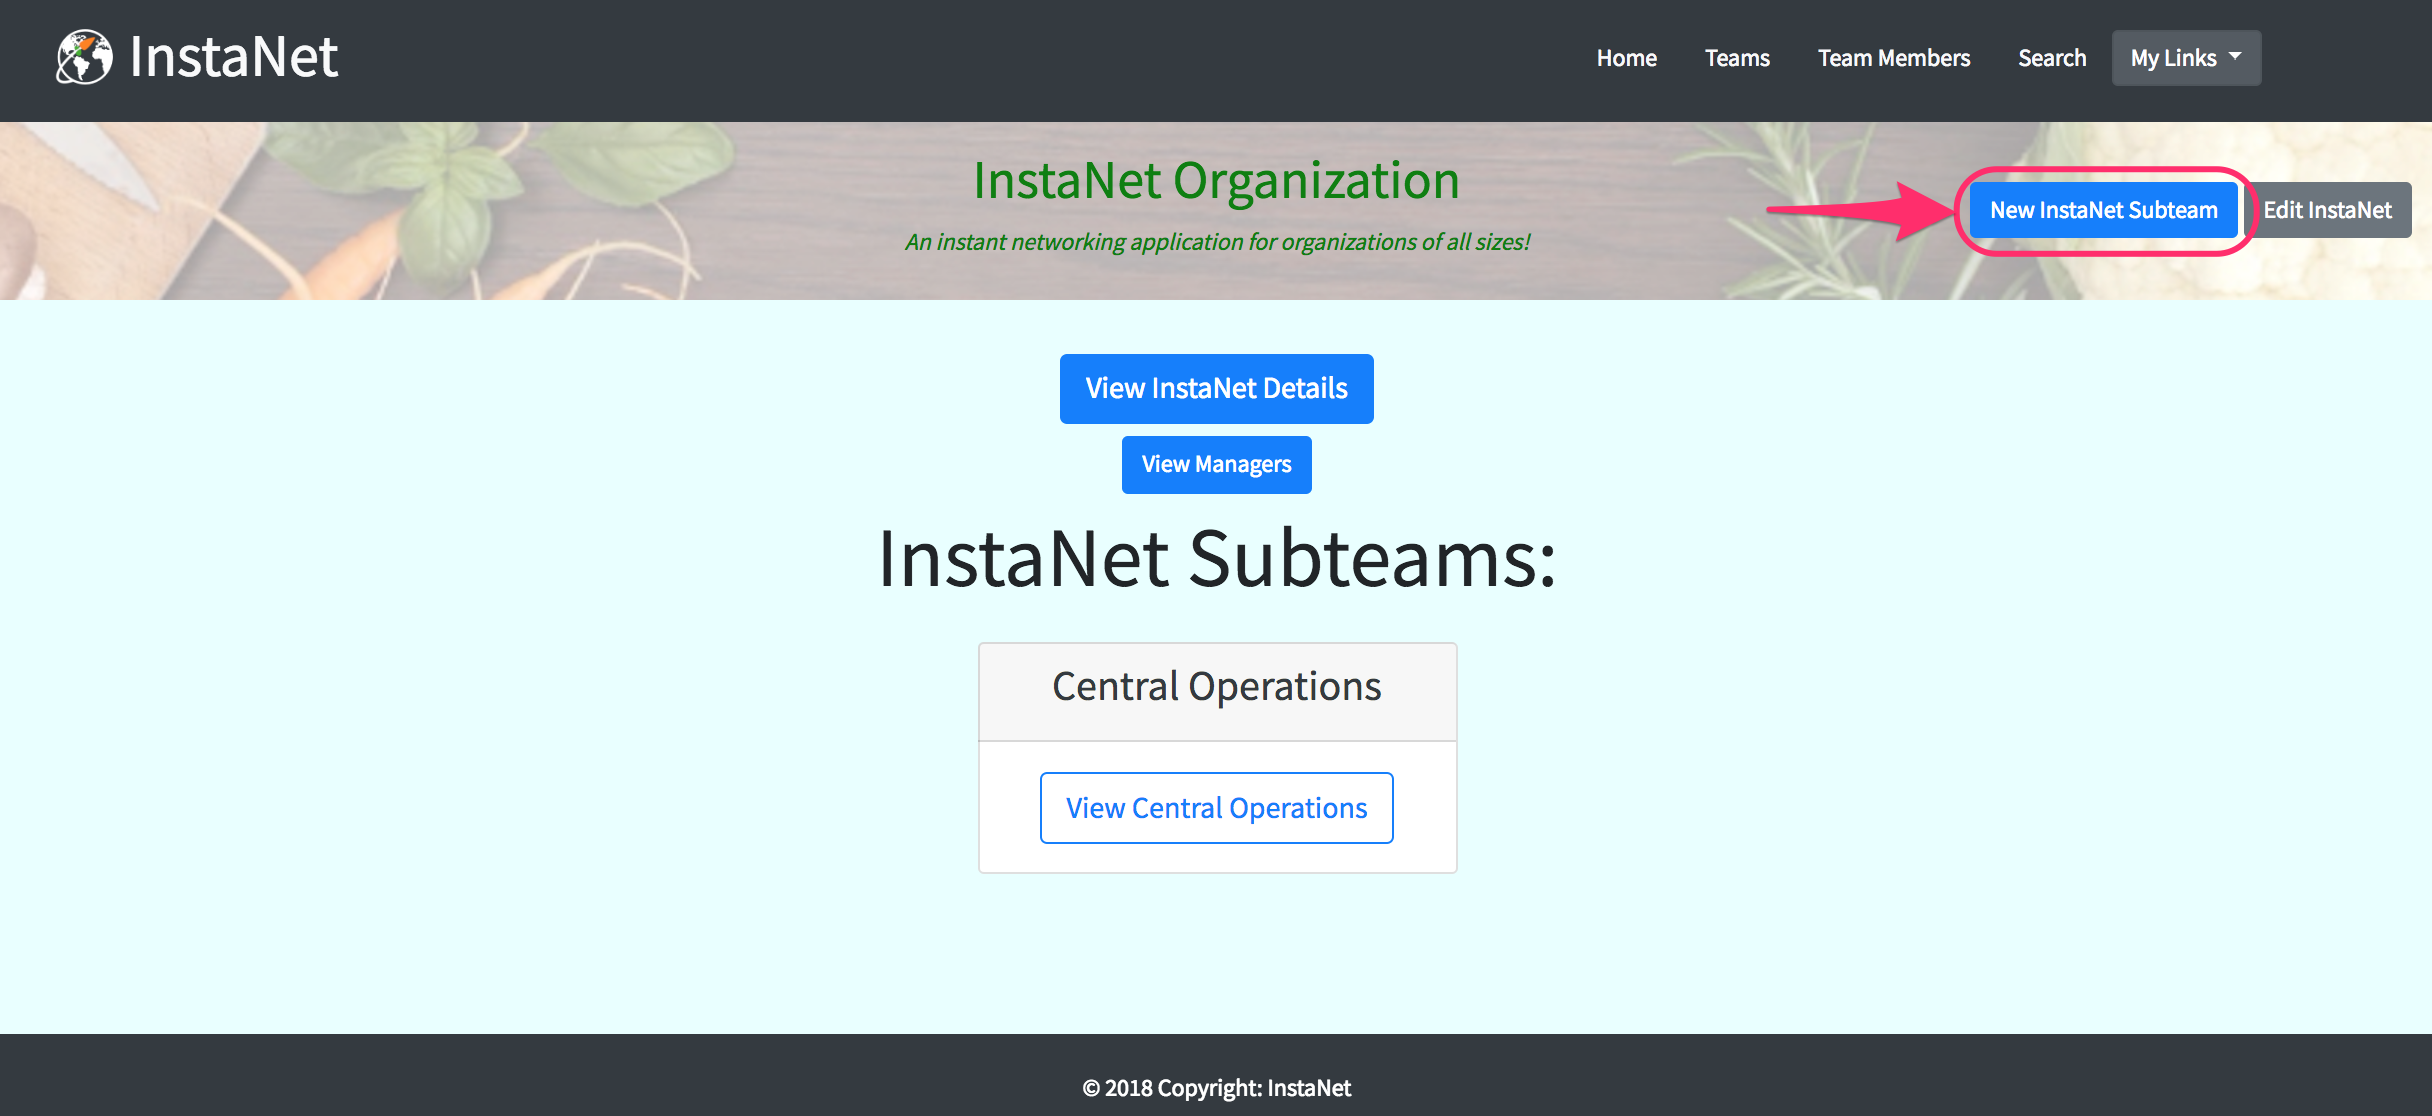 InstaNet
Home Teams Team Members Search My Links
InstaNet Organization
An instant networking application for organizations of all sizes!
New InstaNet Subteam Edit InstaNet
View InstaNet Details
View Managers
InstaNet Subteams:
Central Operations
View Central Operations
© 2018 Copyright: InstaNet